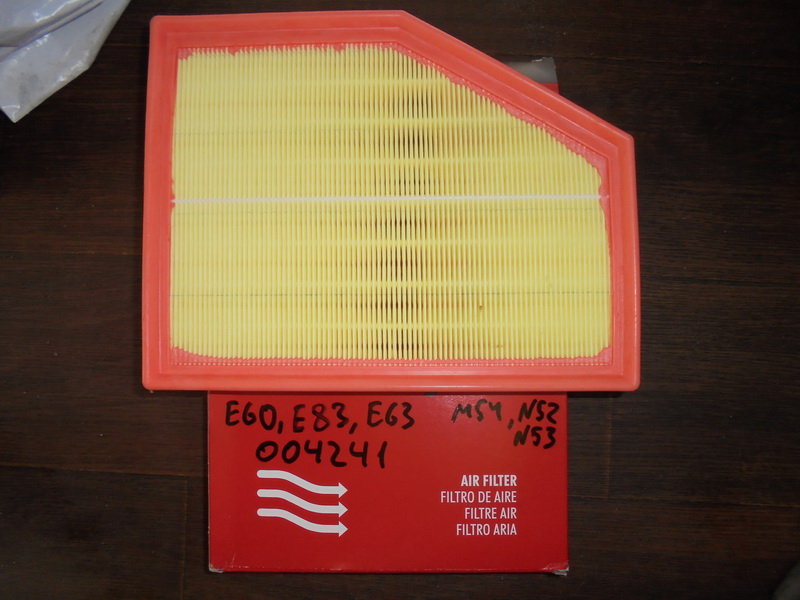 E60, E83, E63 M54, N52
N53
004241
AIR FILTER
FILTRO DE AIRE
FILTRE AIR
FILTRO ARIA